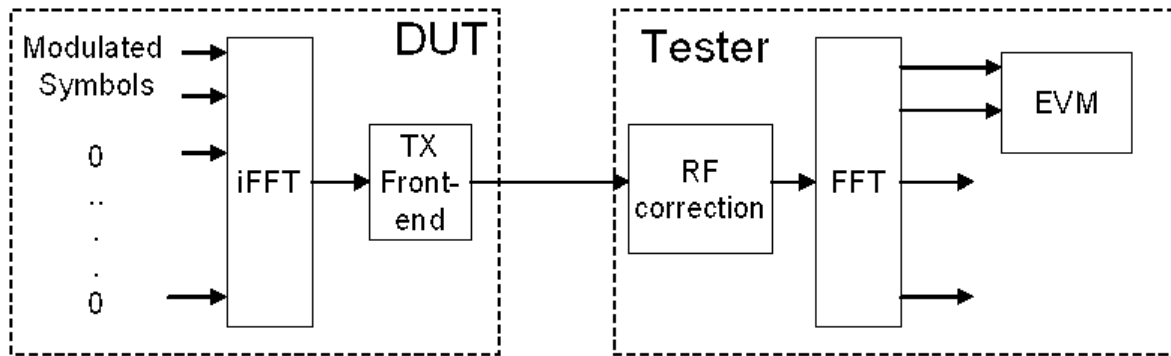 DUT
Modulated
Symbols
0
..
.
.
0
iFFT
TX
Front-
end
Tester
RF
correction
FFT
EVM